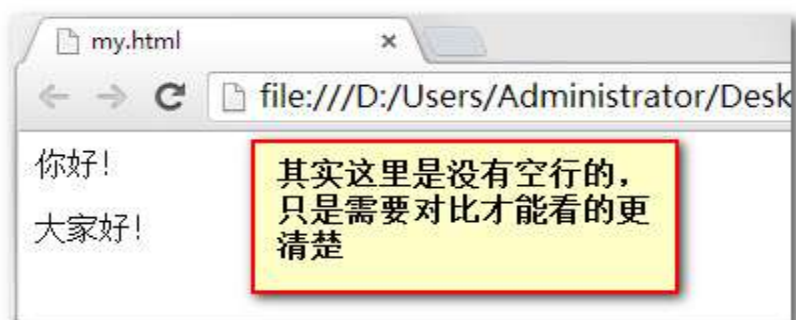 my.html
file:///D:/Users/Administrator/Desk
你好！
其实这里是没有空行的，
只是需要对比才能看的更
清楚
大家好！